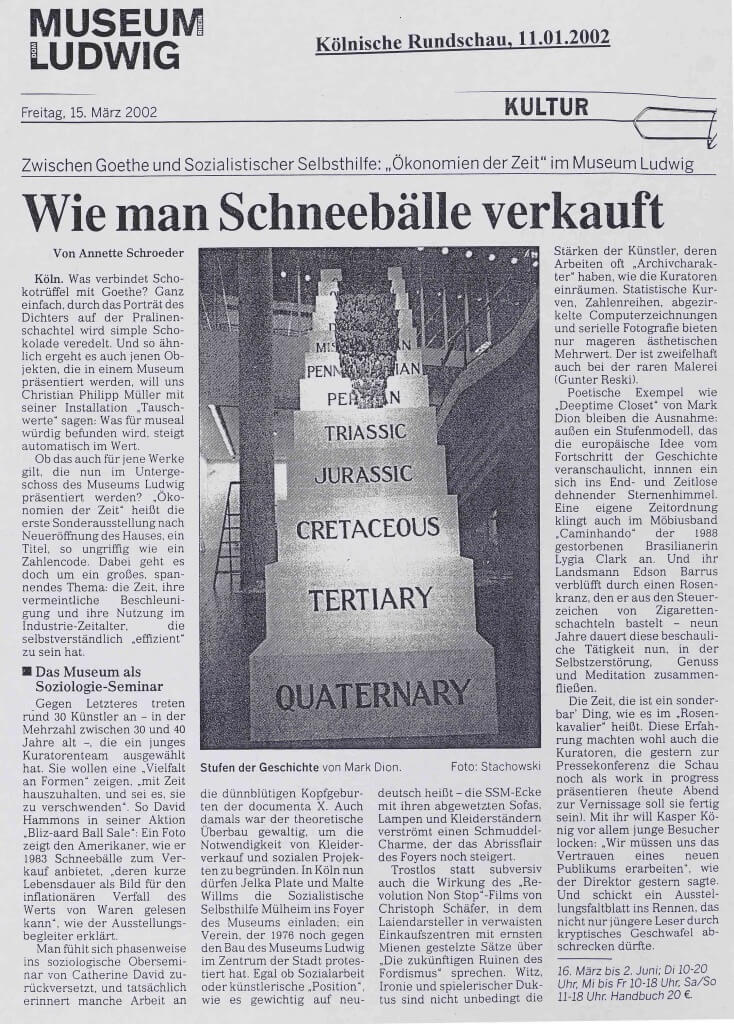 MUSEUM
LUDWIG
DOM
RHEIN
Kölnische Rundschau, 11.01.2002
Freitag, 15. März 2002
KULTUR
Zwischen Goethe und Sozialistischer Selbsthilfe: „Ökonomien der Zeit“ im Museum Ludwig
Wie man Schneebälle verkauft
Von Annette Schroeder
Köln. Was verbindet Scho-
kotrüffel mit Goethe? Ganz
einfach, durch das Porträt des
Dichters auf der Pralinen-
schachtel wird simple Scho-
kolade veredelt. Und so ähn-
lich ergeht es auch jenen Ob-
jekten, die in einem Museum
präsentiert werden, will uns
Christian Philipp Müller mit
seiner Installation „Tausch-
werte“ sagen: Was für museal
würdig befunden wird, steigt
automatisch im Wert.
Ob das auch für jene Werke
gilt, die nun im Unterge-
schoss des Museums Ludwig
präsentiert werden? „Öko-
nomien der Zeit“ heißt die
erste Sonderausstellung nach
Neueröffnung des Hauses, ein
Titel, so ungriffig wie ein
Zahlencode. Dabei geht es
doch um ein großes, span-
nendes Thema: die Zeit, ihre
vermeintliche Beschleuni-
gung und ihre Nutzung im
Industrie-Zeitalter, die
selbstverständlich „effizient“
zu sein hat.
Das Museum als
Soziologie-Seminar
Gegen Letzteres treten
rund 30 Künstler an – in der
Mehrzahl zwischen 30 und 40
Jahre alt –, die ein junges
Kuratorenteam ausgewählt
hat. Sie wollen eine „Vielfalt
an Formen“ zeigen, „mit Zeit
hauszuhalten, und sei es, sie
zu verschwenden“. So David
Hammons in seiner Aktion
„Bliz-aard Ball Sale“: Ein Foto
zeigt den Amerikaner, wie er
1983 Schneebälle zum Ver-
kauf anbietet, „deren kurze
Lebensdauer als Bild für den
inflationären Verfall des
Werts von Waren gelesen
kann“, wie der Ausstellungs-
begleiter erklärt.
Man fühlt sich phasenweise
ins soziologische Obersemi-
nar von Catherine David zu-
rückversetzt, und tatsächlich
erinnert manche Arbeit an
PENN IAN
PER AN
TRIASSIC
JURASSIC
CRETACEOUS
TERTIARY
QUATERNARY
Stufen der Geschichte von Mark Dion. Foto: Stachowski
die dünnblütigen Kopfgebur-
ten der documenta X. Auch
damals war der theoretische
Überbau gewaltig, um die
Notwendigkeit von Kleider-
verkauf und sozialen Projek-
ten zu begründen. In Köln nun
dürfen Jelka Plate und Malte
Willms die Sozialistische
Selbsthilfe Mülheim ins Foyer
des Museums einladen, ein
Verein, der 1976 noch gegen
den Bau des Museums Ludwig
im Zentrum der Stadt protes-
tiert hat. Egal ob Sozialarbeit
oder künstlerische „Position“,
wie es gewichtig auf neu-
deutsch heißt – die SSM-Ecke
mit ihren abgewetzten Sofas,
Lampen und Kleiderständern
verströmt einen Schmuddel-
Charme, der das Abrissflair
des Foyers noch steigert.
Trostlos statt subversiv
auch die Wirkung des „Re-
volution Non Stop“-Films von
Christoph Schäfer, in dem
Laiendarsteller in verwaisten
Einkaufszentren mit ernsten
Mienen gestelzte Sätze über
„Die zukünftigen Ruinen des
Fordismus“ sprechen. Witz,
Ironie und spielerischer Duk-
tus sind nicht unbedingt die
Stärken der Künstler, deren
Arbeiten oft „Archivcharak-
ter“ haben, wie die Kuratoren
einräumen. Statistische Kur-
ven, Zahlenreihen, abgezir-
kelte Computerzeichnungen
und serielle Fotografie bieten
nur mageren ästhetischen
Mehrwert. Der ist zweifelhaft
auch bei der raren Malerei
(Gunter Reski).
Poetische Exempel wie
„Deeptime Closet“ von Mark
Dion bleiben die Ausnahme:
außen ein Stufenmodell, das
die europäische Idee vom
Fortschritt der Geschichte
veranschaulicht, innnen ein
sich ins End- und Zeitlose
dehnender Sternenhimmel.
Eine eigene Zeitordnung
klingt auch im Möbiusband
„Caminhando“ der 1988
gestorbenen Brasilianerin
Lygia Clark an. Und ihr
Landsmann Edson Barrus
verblüfft durch einen Rosen-
kranz, den er aus den Steuer-
zeichen von Zigaretten-
schachteln bastelt – neun
Jahre dauert diese beschauli-
che Tätigkeit nun, in der
Selbstzerstörung, Genuss
und Meditation zusammen-
fließen.
Die Zeit, die ist ein sonder-
bar’ Ding, wie es im „Rosen-
kavalier“ heißt. Diese Erfah-
rung machten wohl auch die
Kuratoren, die gestern zur
Pressekonferenz die Schau
noch als work in progress
präsentierten (heute Abend
zur Vernissage soll sie fertig
sein). Mit ihr will Kasper Kö-
nig vor allem junge Besucher
locken: „Wir müssen uns das
Vertrauen eines neuen
Publikums erarbeiten“, wie
der Direktor gestern sagte.
Und schickt ein Ausstel-
lungsfaltblatt ins Rennen, das
nicht nur jüngere Leser durch
kryptisches Geschwafel ab-
schrecken dürfte.
16. März bis 2. Juni; Di 10-20
Uhr, Mi bis Fr 10-18 Uhr, Sa/So
11-18 Uhr. Handbuch 20 €.